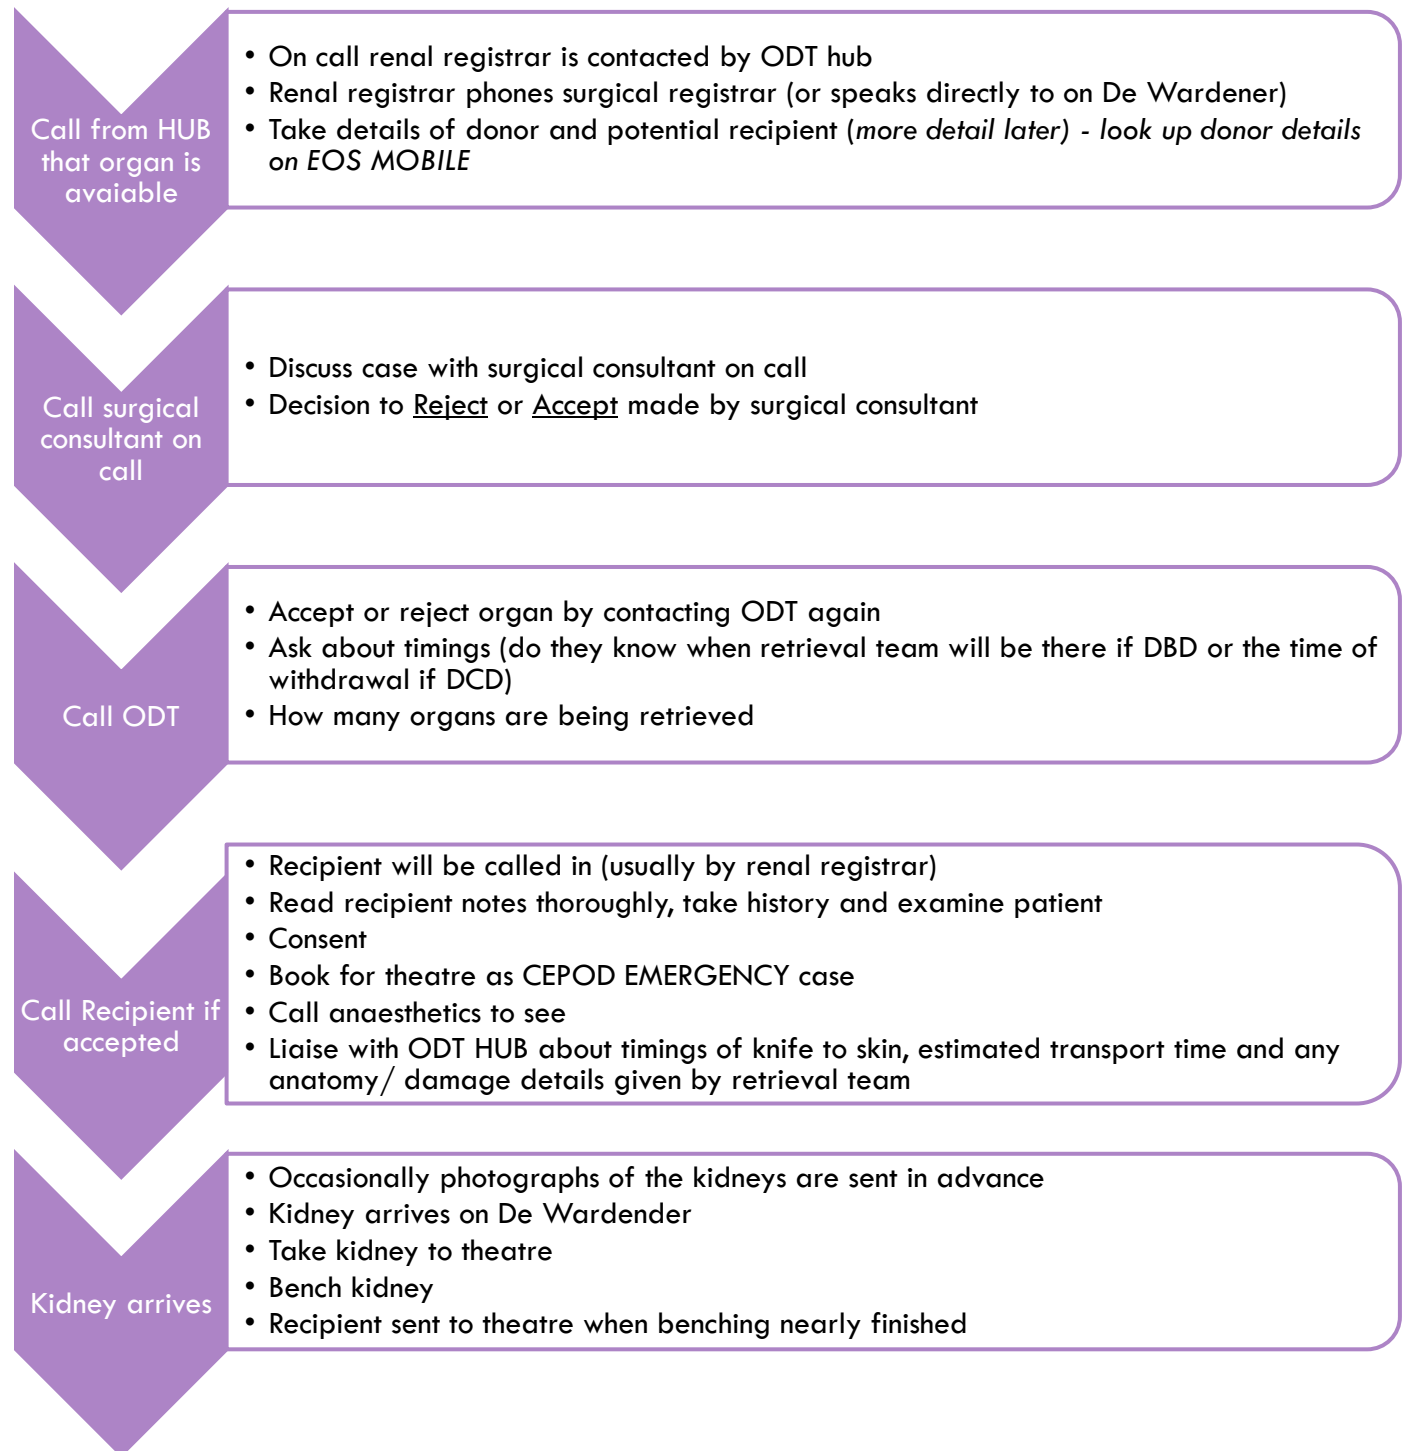 Call from HUB
that organ is
avaiable
• On call renal registrar is contacted by ODT hub
• Renal registrar phones surgical registrar (or speaks directly to on De Wardener)
• Take details of donor and potential recipient (more detail later) - look up donor details
on EOS MOBILE
Call surgical
consultant on
call
• Discuss case with surgical consultant on call
• Decision to Reject or Accept made by surgical consultant
Call ODT
• Accept or reject organ by contacting ODT again
• Ask about timings (do they know when retrieval team will be there if DBD or the time of
withdrawal if DCD)
• How many organs are being retrieved
Call Recipient if
accepted
• Recipient will be called in (usually by renal registrar)
• Read recipient notes thoroughly, take history and examine patient
• Consent
• Book for theatre as CEPOD EMERGENCY case
• Call anaesthetics to see
• Liaise with ODT HUB about timings of knife to skin, estimated transport time and any
anatomy/ damage details given by retrieval team
Kidney arrives
• Occasionally photographs of the kidneys are sent in advance
• Kidney arrives on De Wardender
• Take kidney to theatre
• Bench kidney
• Recipient sent to theatre when benching nearly finished